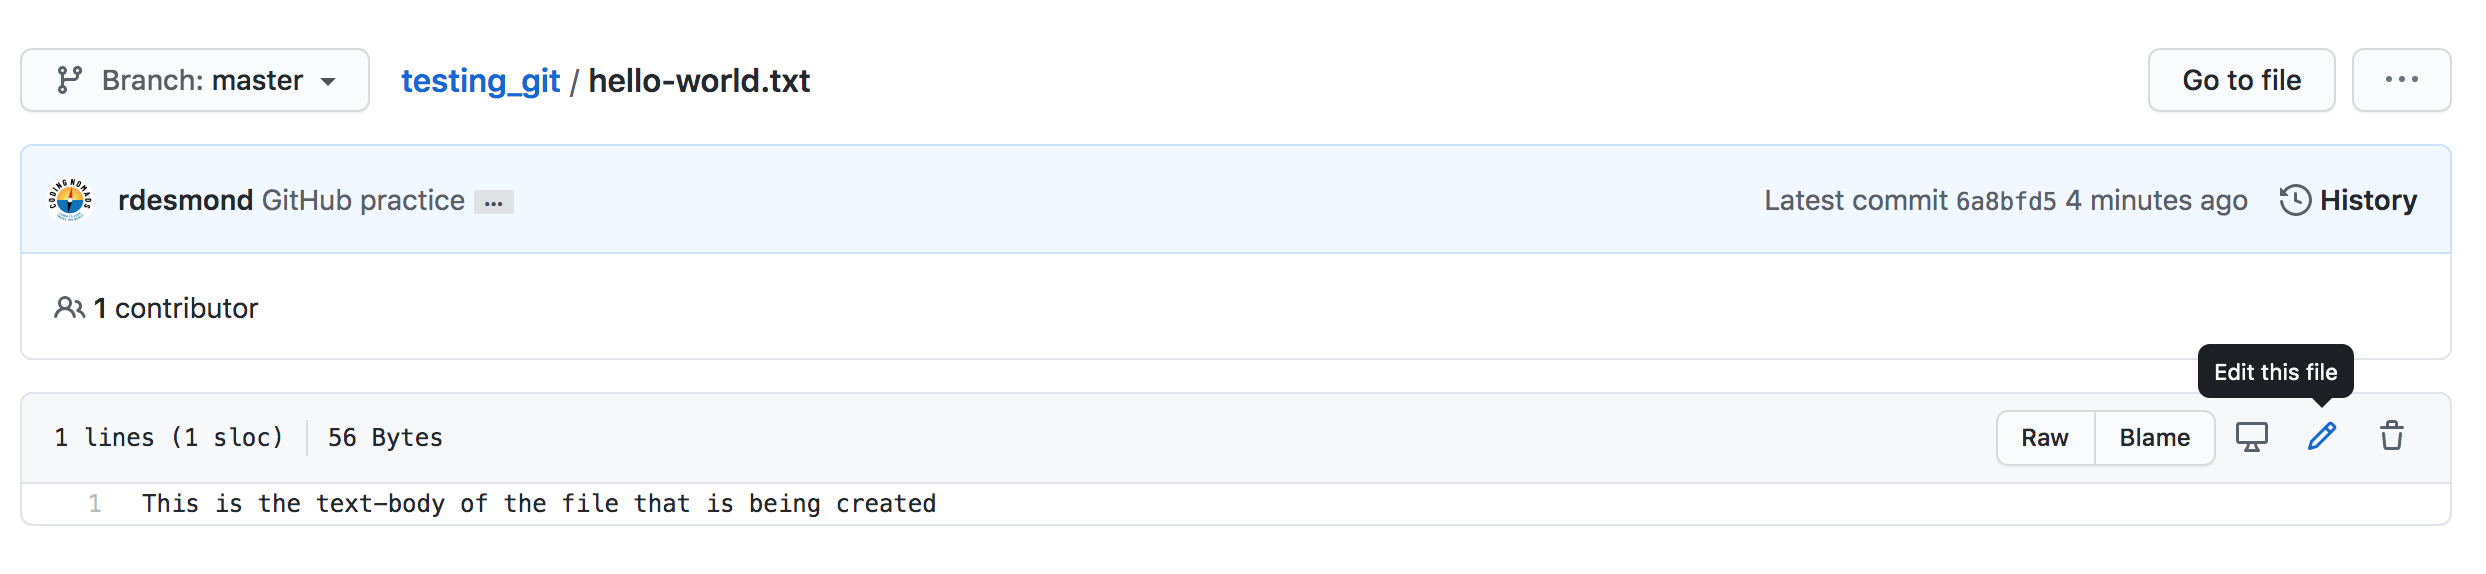 Branch: master
testing_git / hello-world.txt
Go to file
...
CODING NOMADS
rdesmond GitHub practice ...
Latest commit 6a8bfd5 4 minutes ago
History
1 contributor
Edit this file
1 lines (1 sloc)
56 Bytes
Raw
Blame
1 This is the text-body of the file that is being created